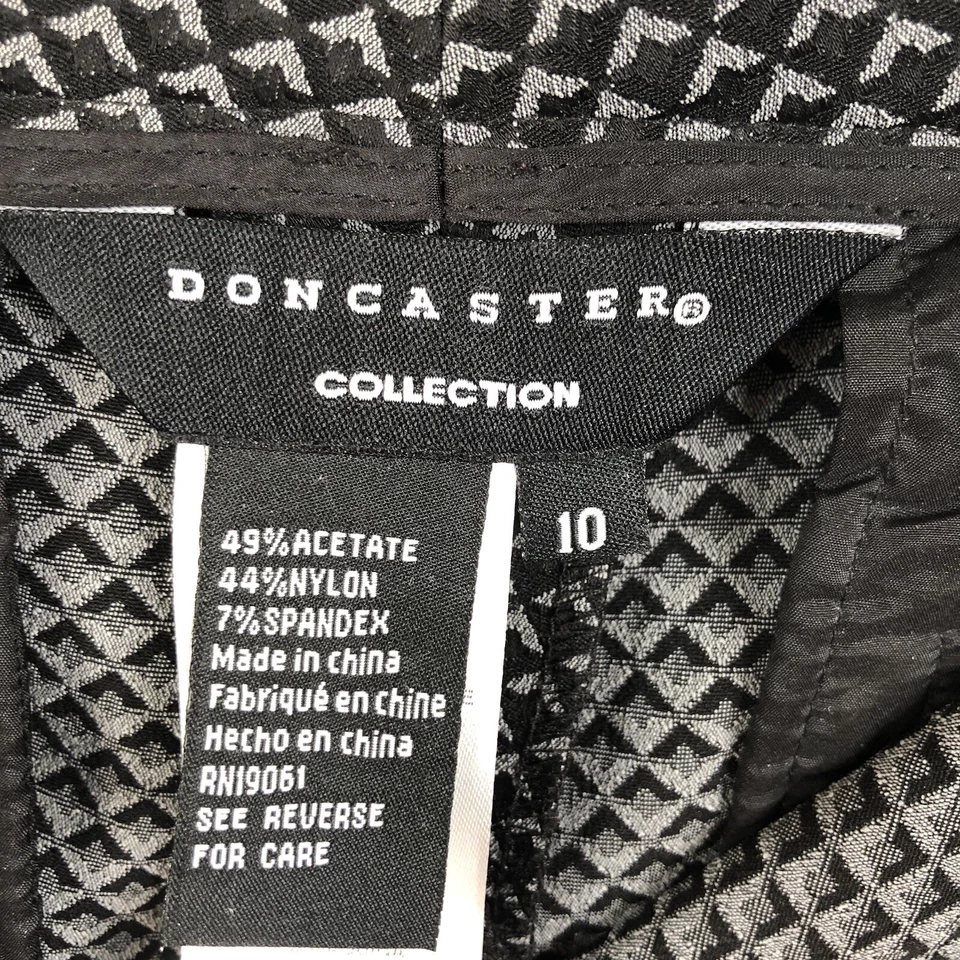 DONCASTER®
COLLECTION
10
49%ACETATE
44%NYLON
7%SPANDEX
Made in china
Fabriqué en chine
Hecho en china
RN19061
SEE REVERSE
FOR CARE